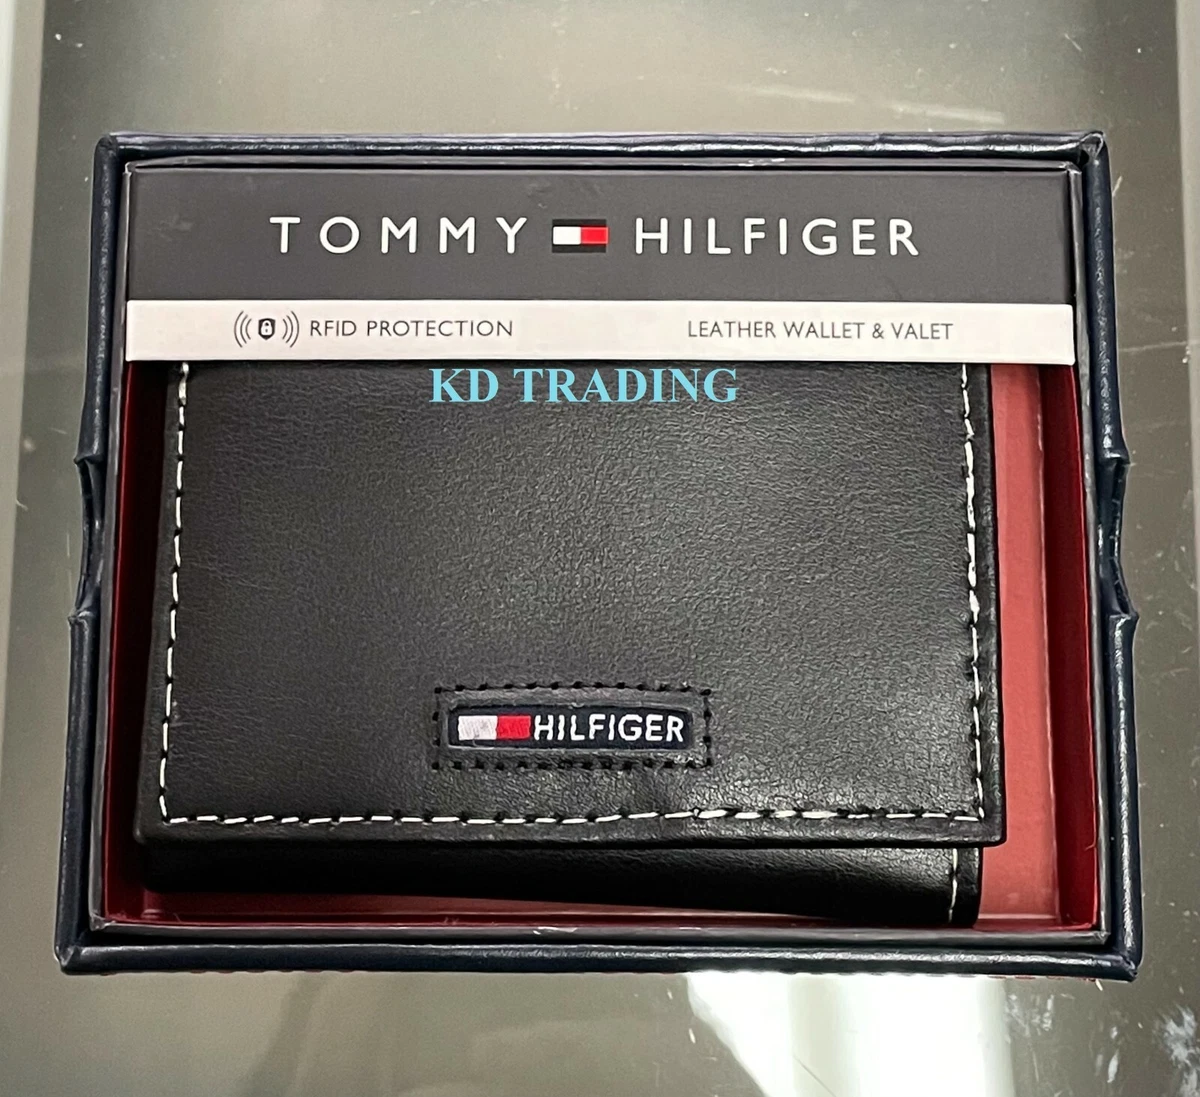 TOMMY HILFIGER
RFID PROTECTION LEATHER WALLET & VALET
KD TRADING
HILFIGER